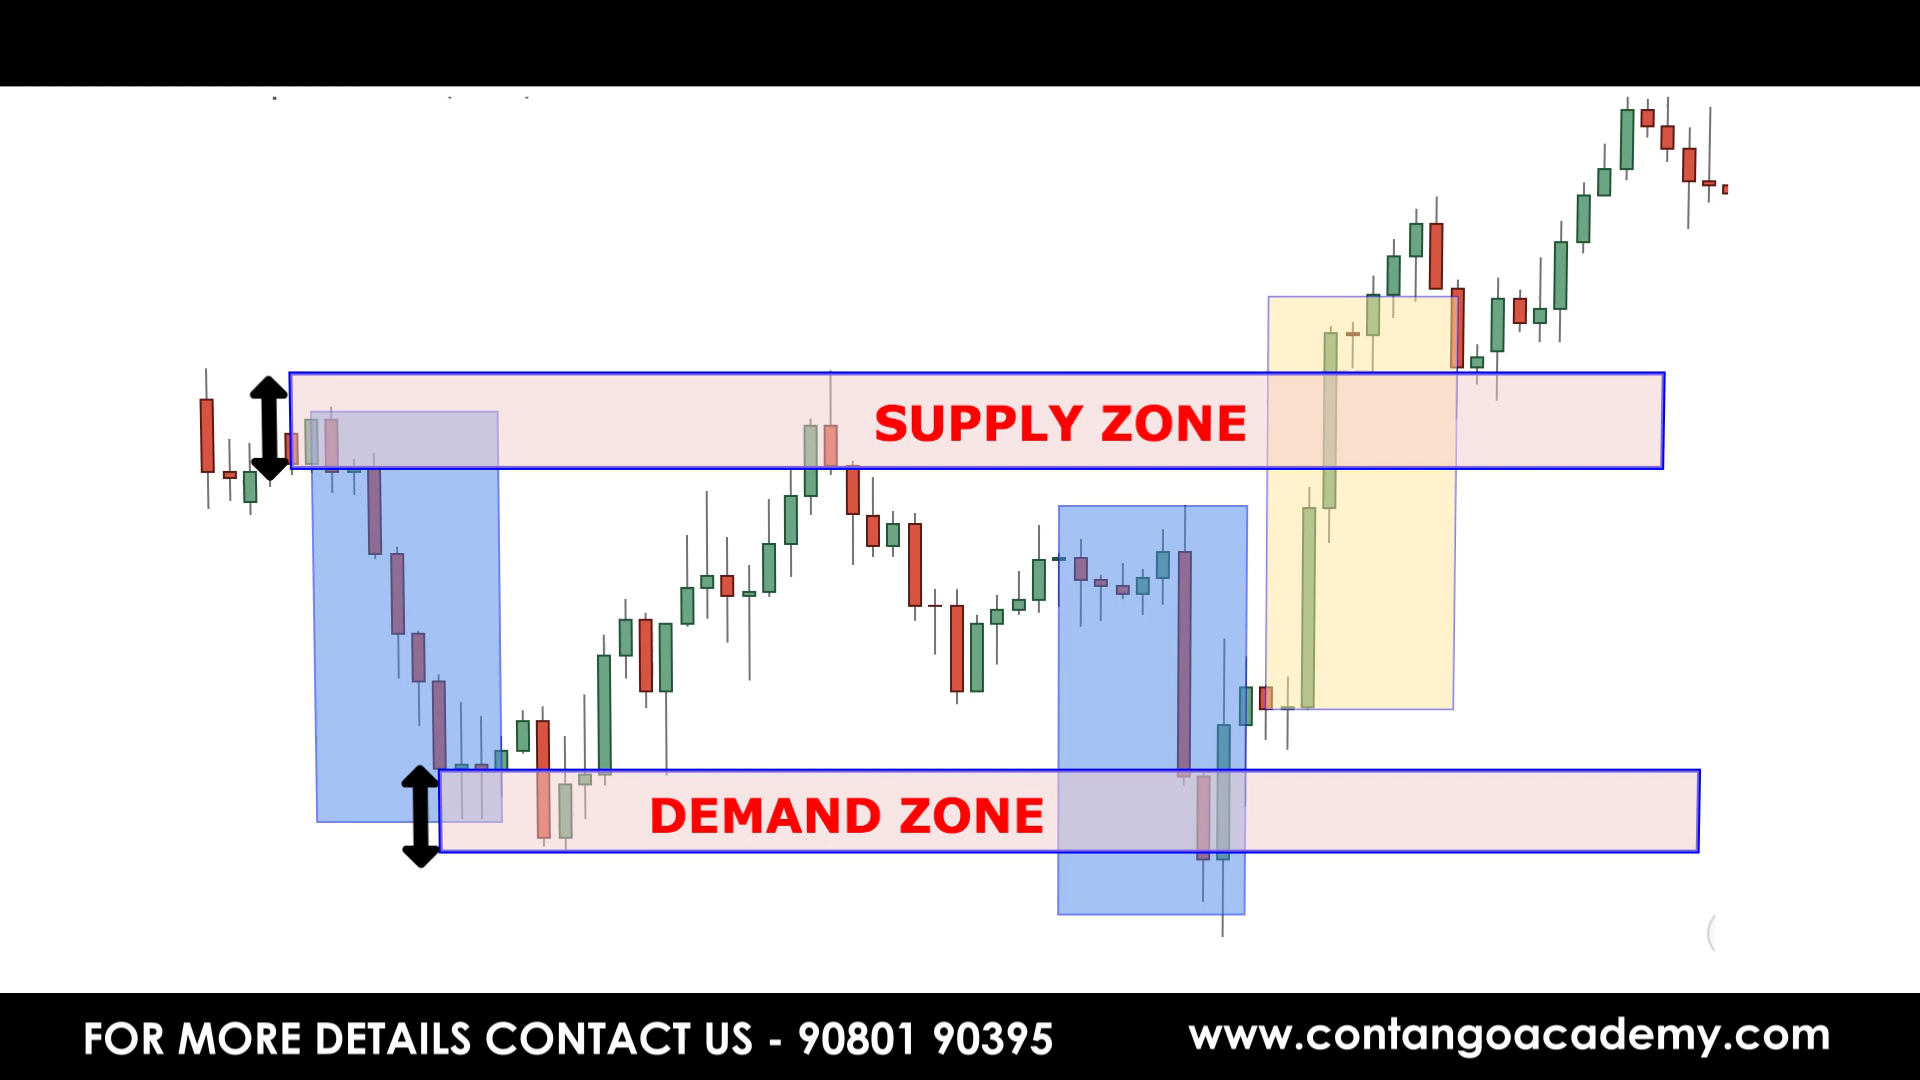 SUPPLY ZONE
DEMAND ZONE
FOR MORE DETAILS CONTACT US - 90801 90395
www.contangoacademy.com